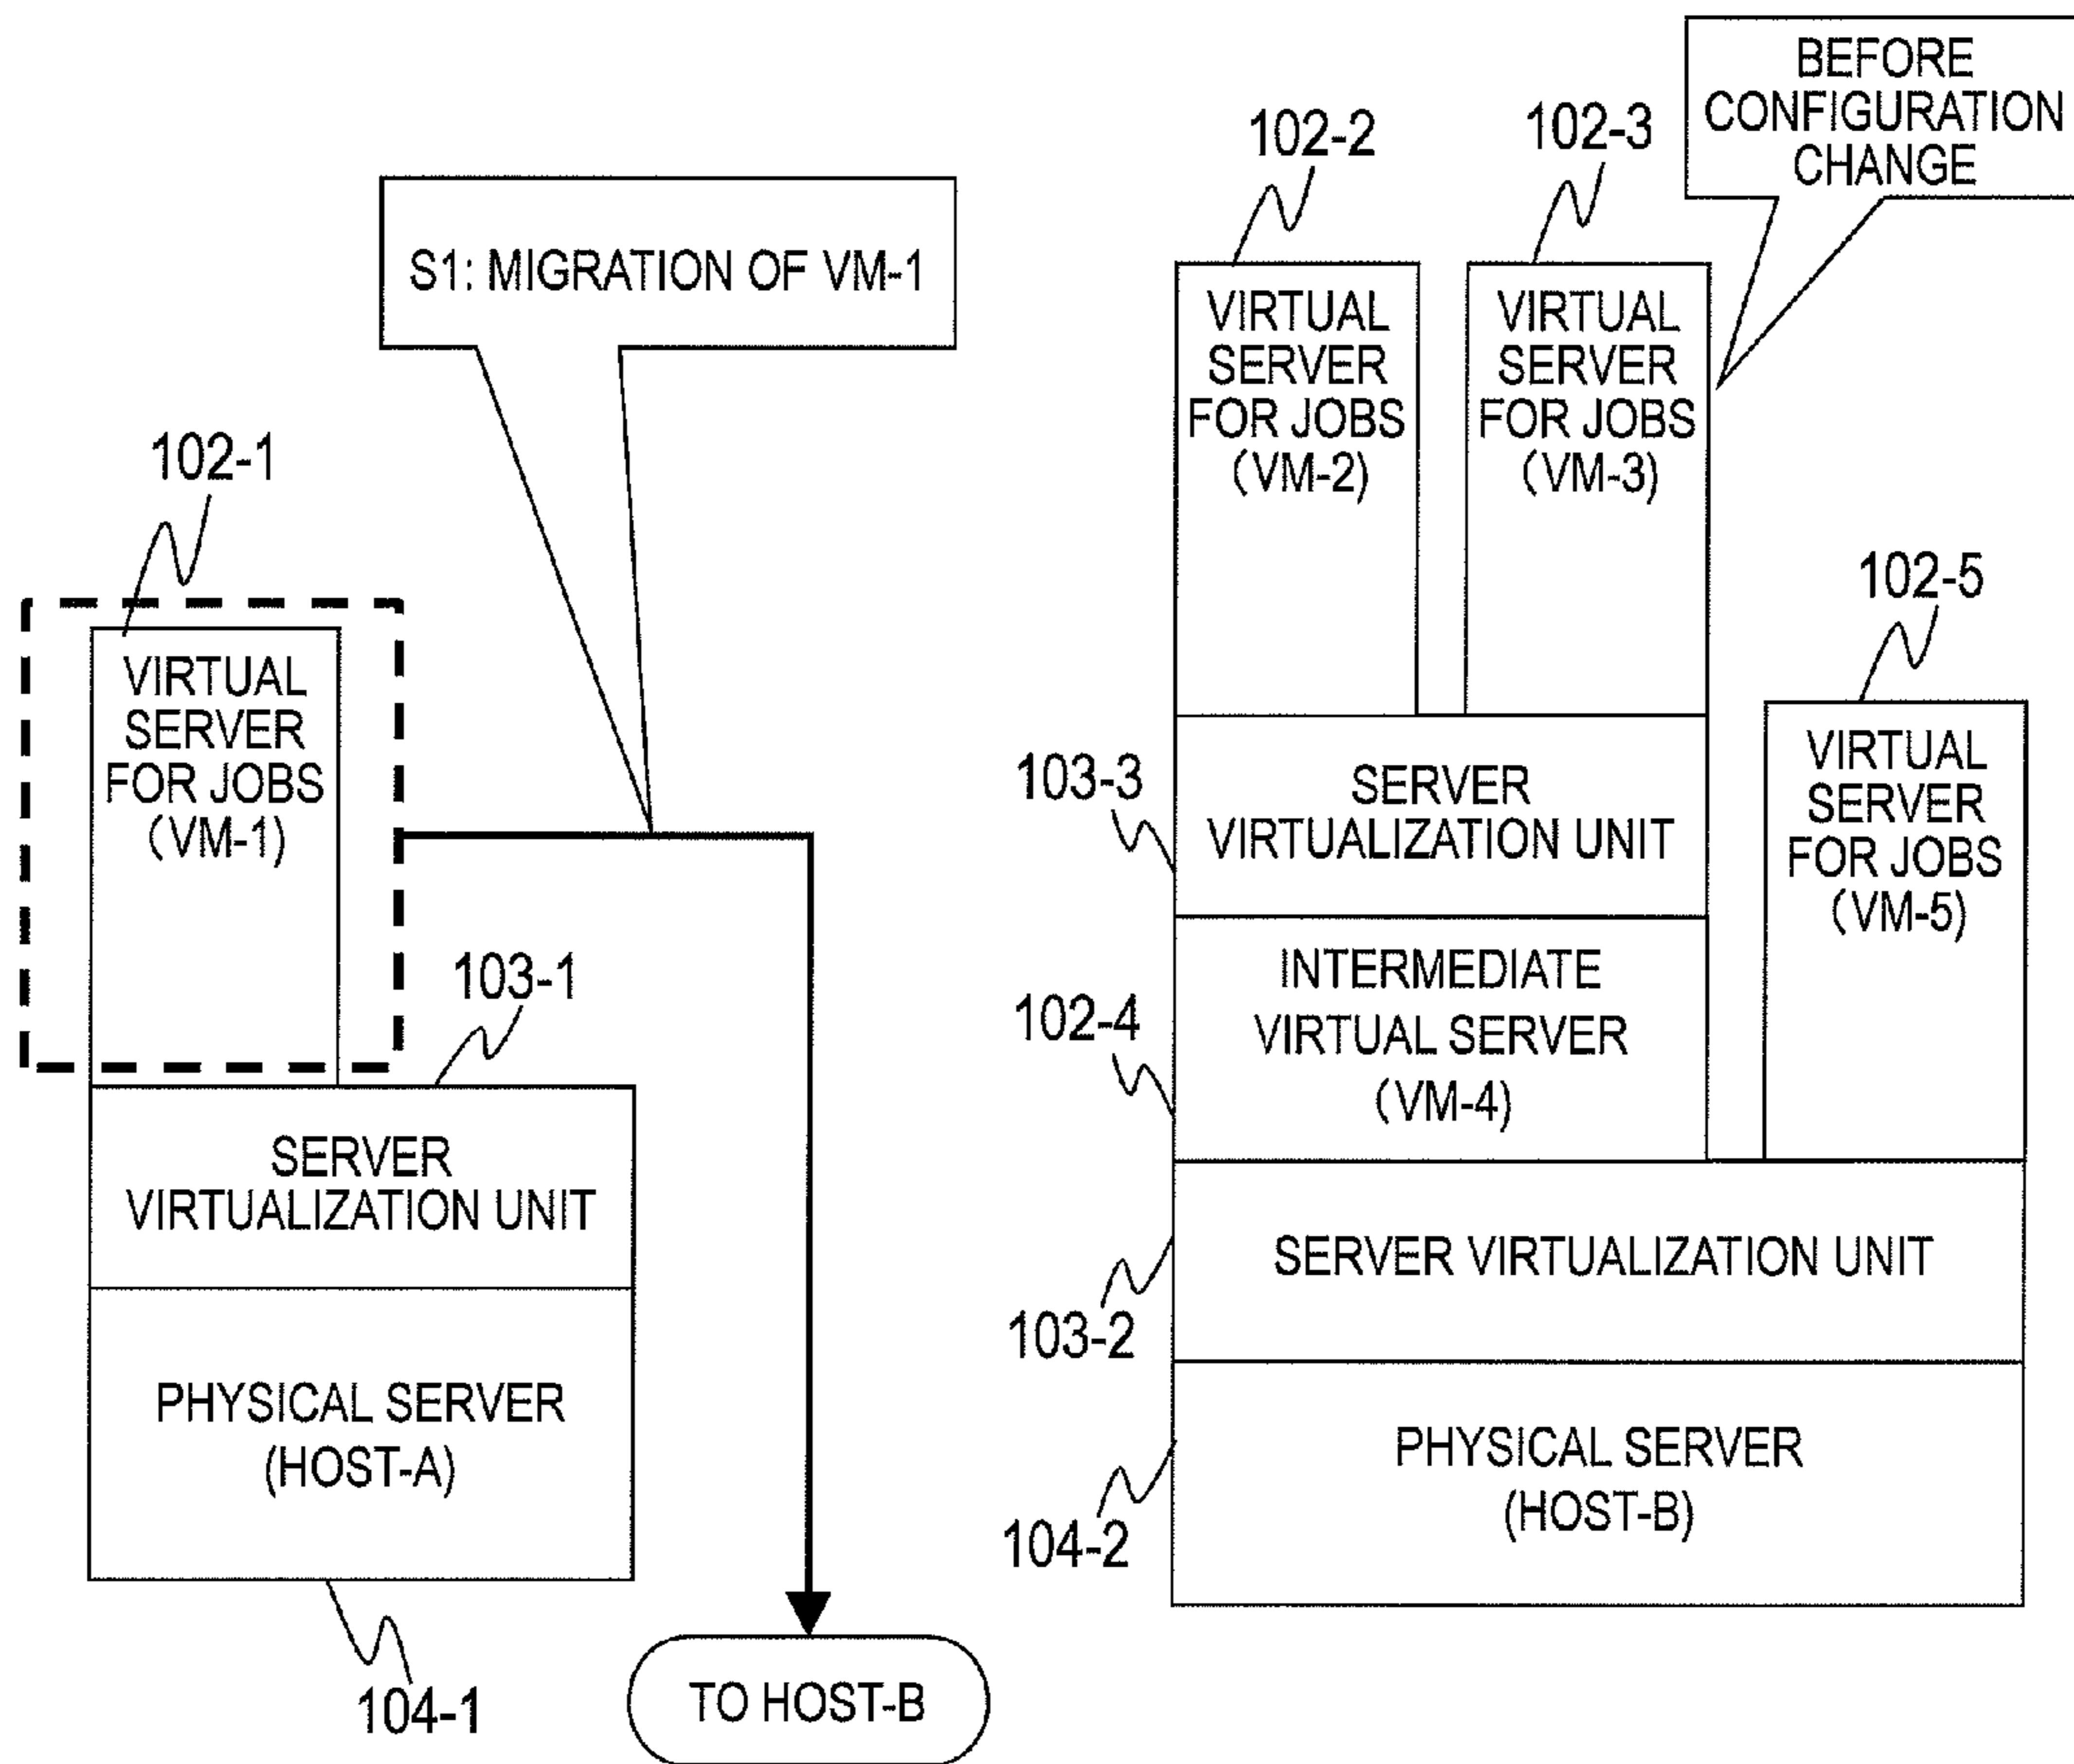 BEFORE
CONFIGURATION
CHANGE
102-2
102-3
S1: MIGRATION OF VM-1
VIRTUAL
SERVER
FOR JOBS
(VM-2)
VIRTUAL
SERVER
FOR JOBS
(VM-3)
102-1
102-5
VIRTUAL
SERVER
FOR JOBS
(VM-1)
103-3
SERVER
VIRTUALIZATION UNIT
VIRTUAL
SERVER
FOR JOBS
(VM-5)
103-1
102-4
INTERMEDIATE
VIRTUAL SERVER
(VM-4)
SERVER
VIRTUALIZATION UNIT
SERVER VIRTUALIZATION UNIT
103-2
PHYSICAL SERVER
(HOST-A)
PHYSICAL SERVER
(HOST-B)
104-2
104-1
TO HOST-B